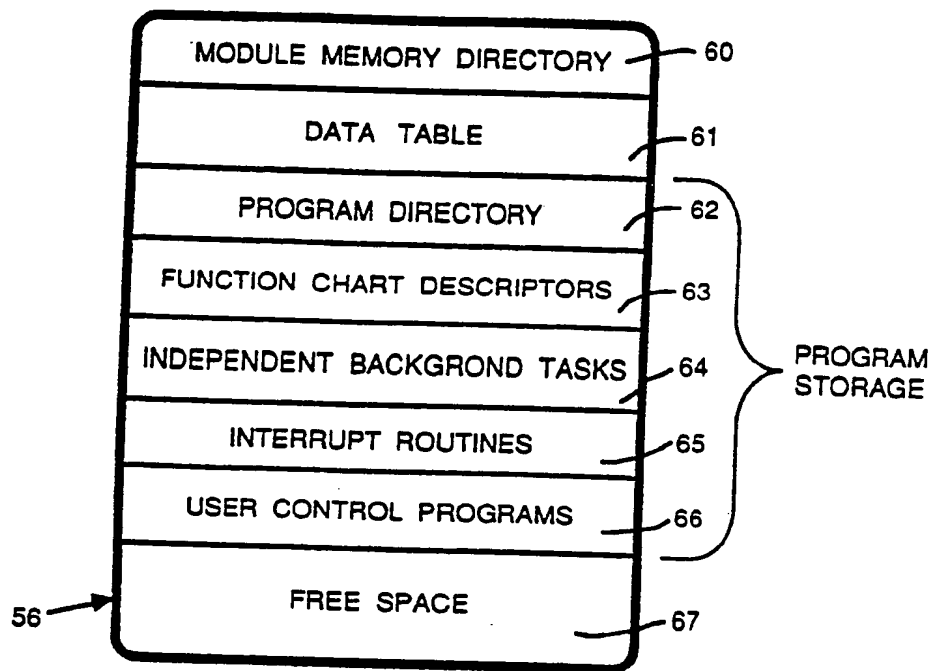 MODULE MEMORY DIRECTORY 60
DATA TABLE 61
PROGRAM DIRECTORY 62
FUNCTION CHART DESCRIPTORS 63
INDEPENDENT BACKGROND TASKS 64
PROGRAM
STORAGE
INTERRUPT ROUTINES 65
USER CONTROL PROGRAMS 66
56
FREE SPACE
67